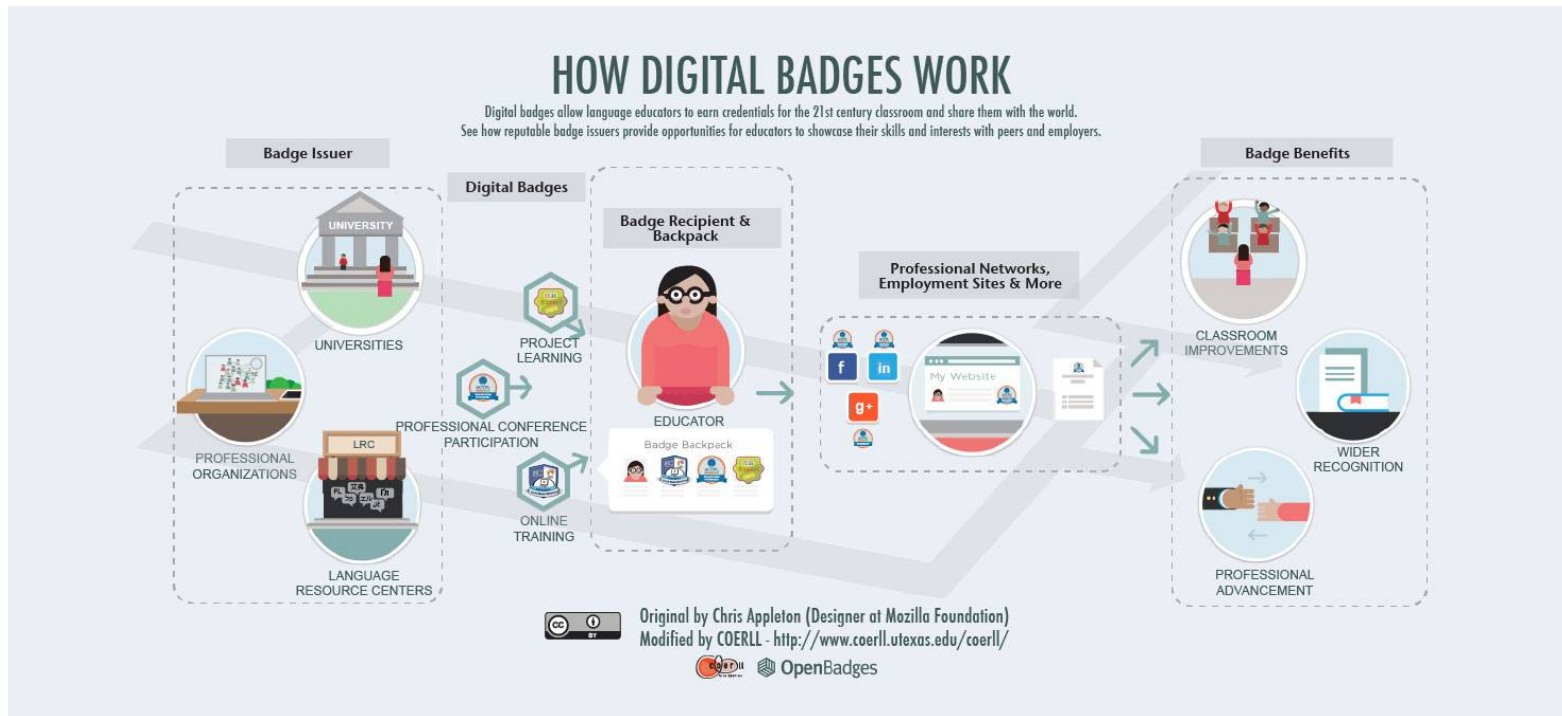 HOW DIGITAL BADGES WORK
Digital badges allow language educators to earn credentials for the 21st century classroom and share them with the world.
See how reputable badge issuers provide opportunities for educators to showcase their skills and interests with peers and employers.
Badge Issuer
UNIVERSITY
UNIVERSITIES
PROFESSIONAL
ORGANIZATIONS
LRC
LANGUAGE
RESOURCE CENTERS
Digital Badges
PROJECT
LEARNING
PROFESSIONAL CONFERENCE
PARTICIPATION
ONLINE
TRAINING
Badge Recipient &
Backpack
EDUCATOR
Badge Backpack
Professional Networks,
Employment Sites & More
f
in
g+
My Website
Badge Benefits
CLASSROOM
IMPROVEMENTS
WIDER
RECOGNITION
PROFESSIONAL
ADVANCEMENT
cc
BY
Original by Chris Appleton (Designer at Mozilla Foundation)
Modified by COERLL - http://www.coerll.utexas.edu/coerll/
coerll
OpenBadges